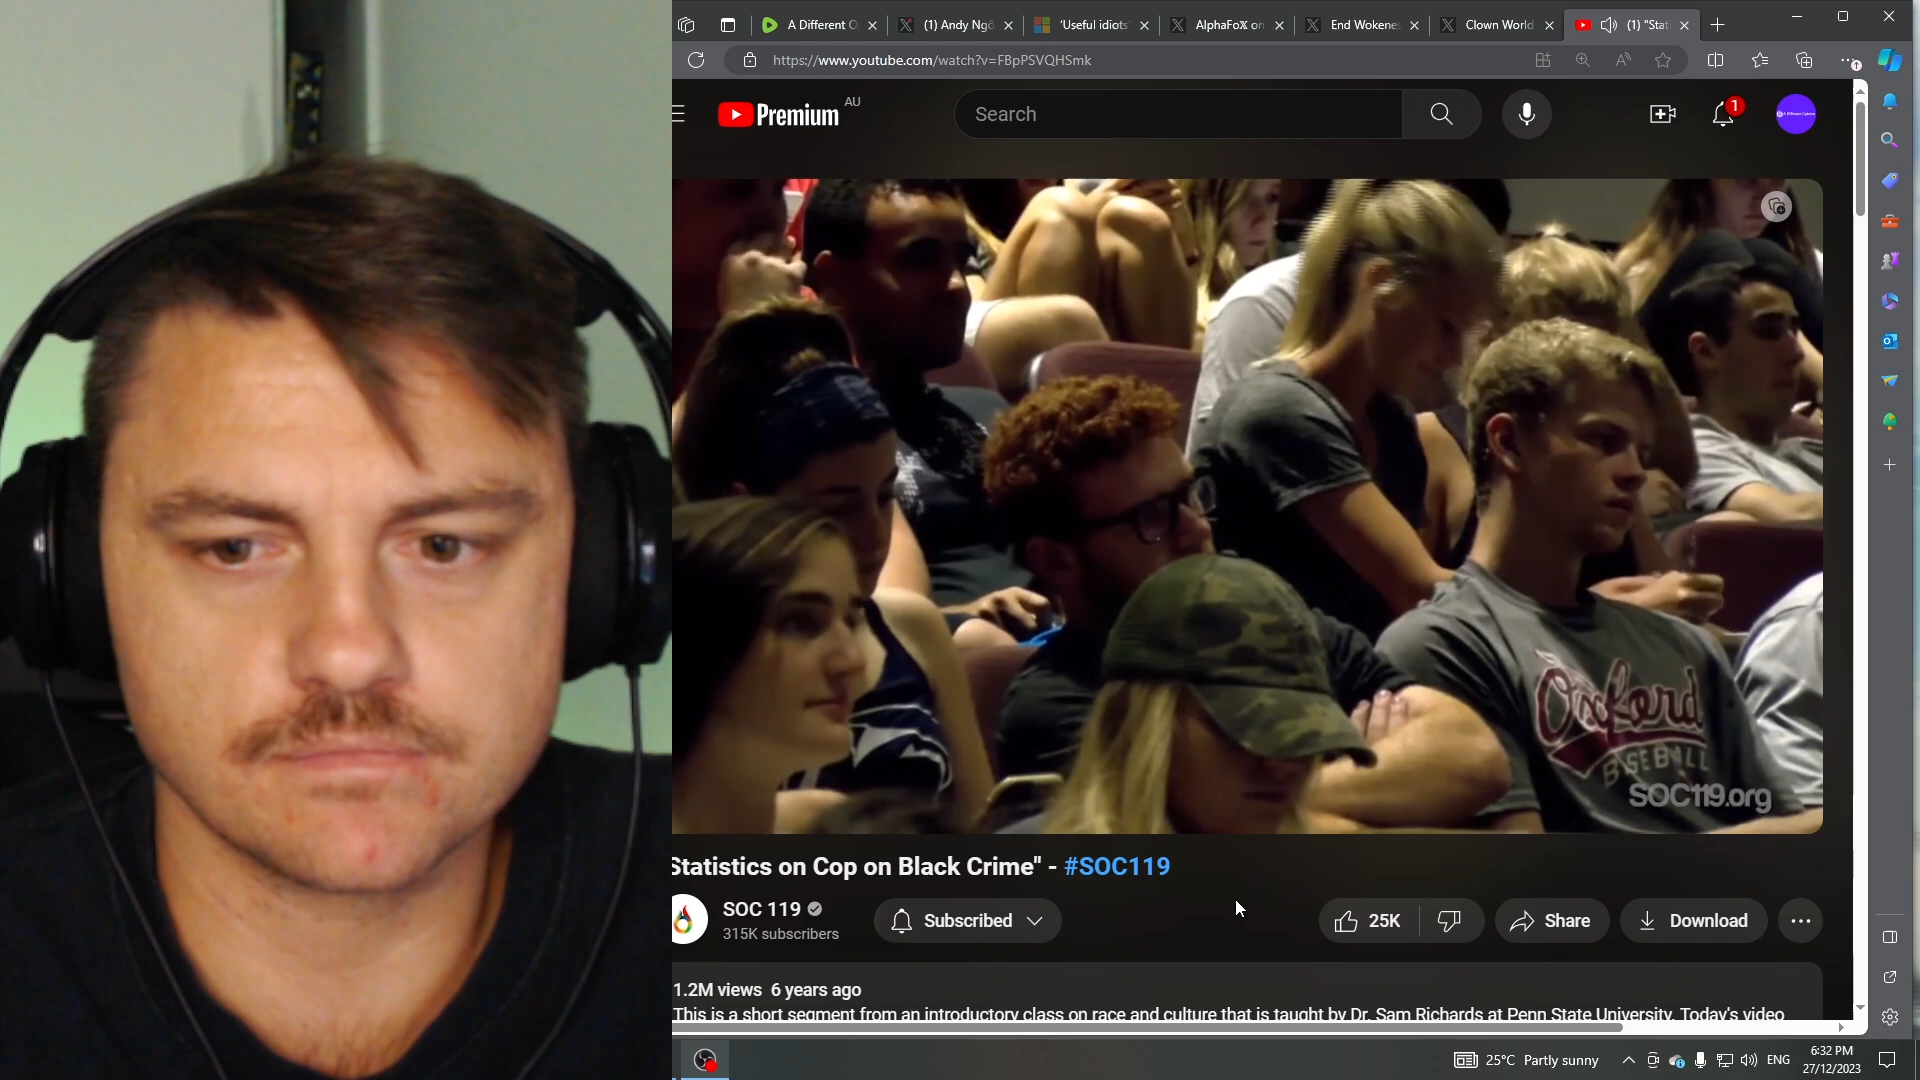 A Different O
(1) Andy Ngô
'Useful idiots'
AlphaFoX on
End Wokenes
Clown World
(1) "Stat
https://www.youtube.com/watch?v=FBpPSVQHSmk
Premium AU
Search
1
Oxford
BASEBALL
SOC119.org
Statistics on Cop on Black Crime" - #SOC119
SOC 119
315K subscribers
Subscribed
25K
Share
Download
1.2M views 6 years ago
This is a short segment from an introductory class on race and culture that is taught by Dr. Sam Richards at Penn State University. Today's video
25°C Partly sunny
ENG
6:32 PM
27/12/2023